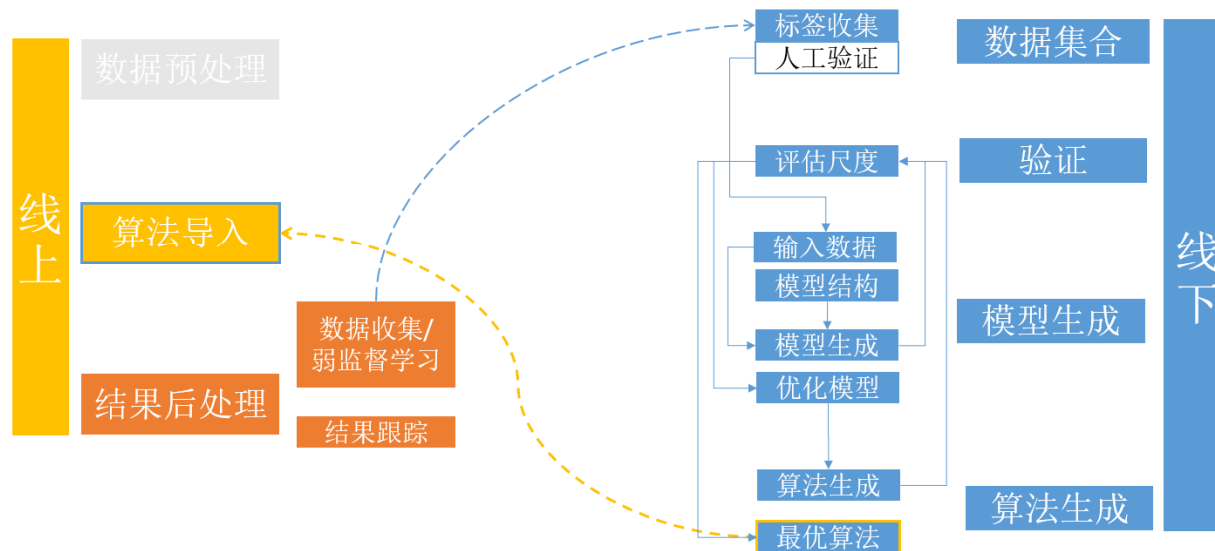 线上
数据预处理
算法导入
结果后处理
数据收集/
弱监督学习
结果跟踪
标签收集
人工验证
评估尺度
输入数据
模型结构
模型生成
优化模型
算法生成
最优算法
数据集合
验证
模型生成
算法生成
线下